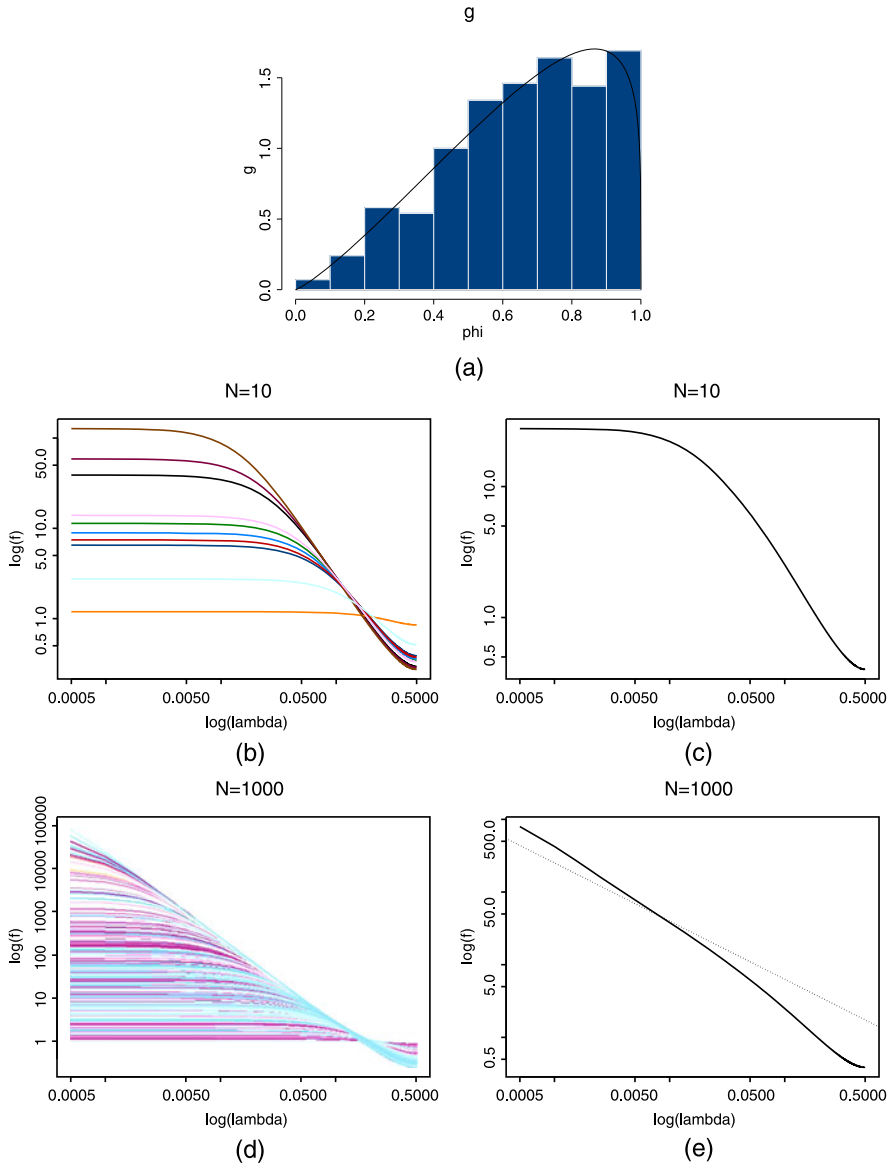 g
1.5
1.0
0.5
0.0
g
0.0 0.2 0.4 0.6 0.8 1.0
phi
(a)
N=10
50.0
10.0
5.0
1.0
0.5
log(f)
0.0005 0.0050 0.0500 0.5000
log(lambda)
(b)
N=10
10.0
5.0
1.0
0.5
log(f)
0.0005 0.0050 0.0500 0.5000
log(lambda)
(c)
N=1000
100000
10000
1000
100
10
1
log(f)
0.0005 0.0050 0.0500 0.5000
log(lambda)
(d)
N=1000
500.0
50.0
5.0
0.5
log(f)
0.0005 0.0050 0.0500 0.5000
log(lambda)
(e)